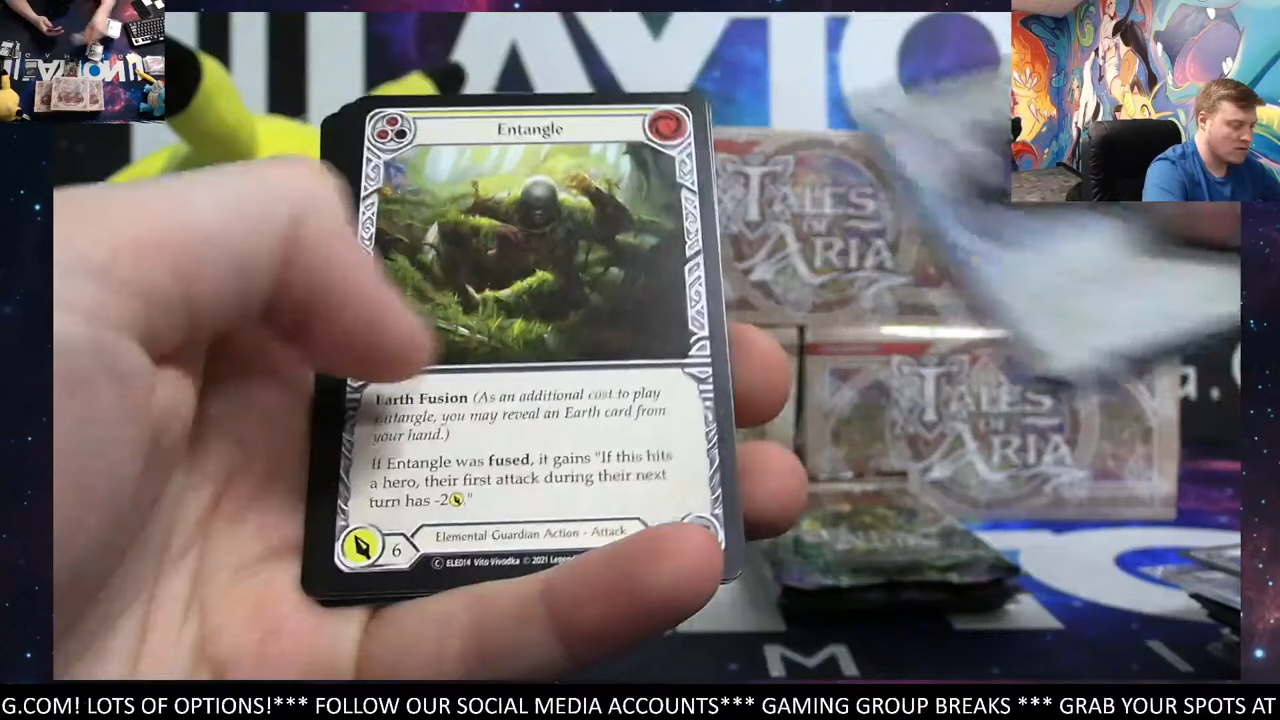 Entangle
Earth Fusion (As an additional cost to play
Entangle, you may reveal an Earth card from
your hand.)
If Entangle was fused, it gains "If this hits
a hero, their first attack during their next
turn has -2."
6
Elemental Guardian Action - Attack
C ELE014 Vito Vivodka © 2021
TALES
OF
ARIA
TALES
OF
ARIA
M
G.COM! LOTS OF OPTIONS!*** FOLLOW OUR SOCIAL MEDIA ACCOUNTS*** GAMING GROUP BREAKS *** GRAB YOUR SPOTS AT